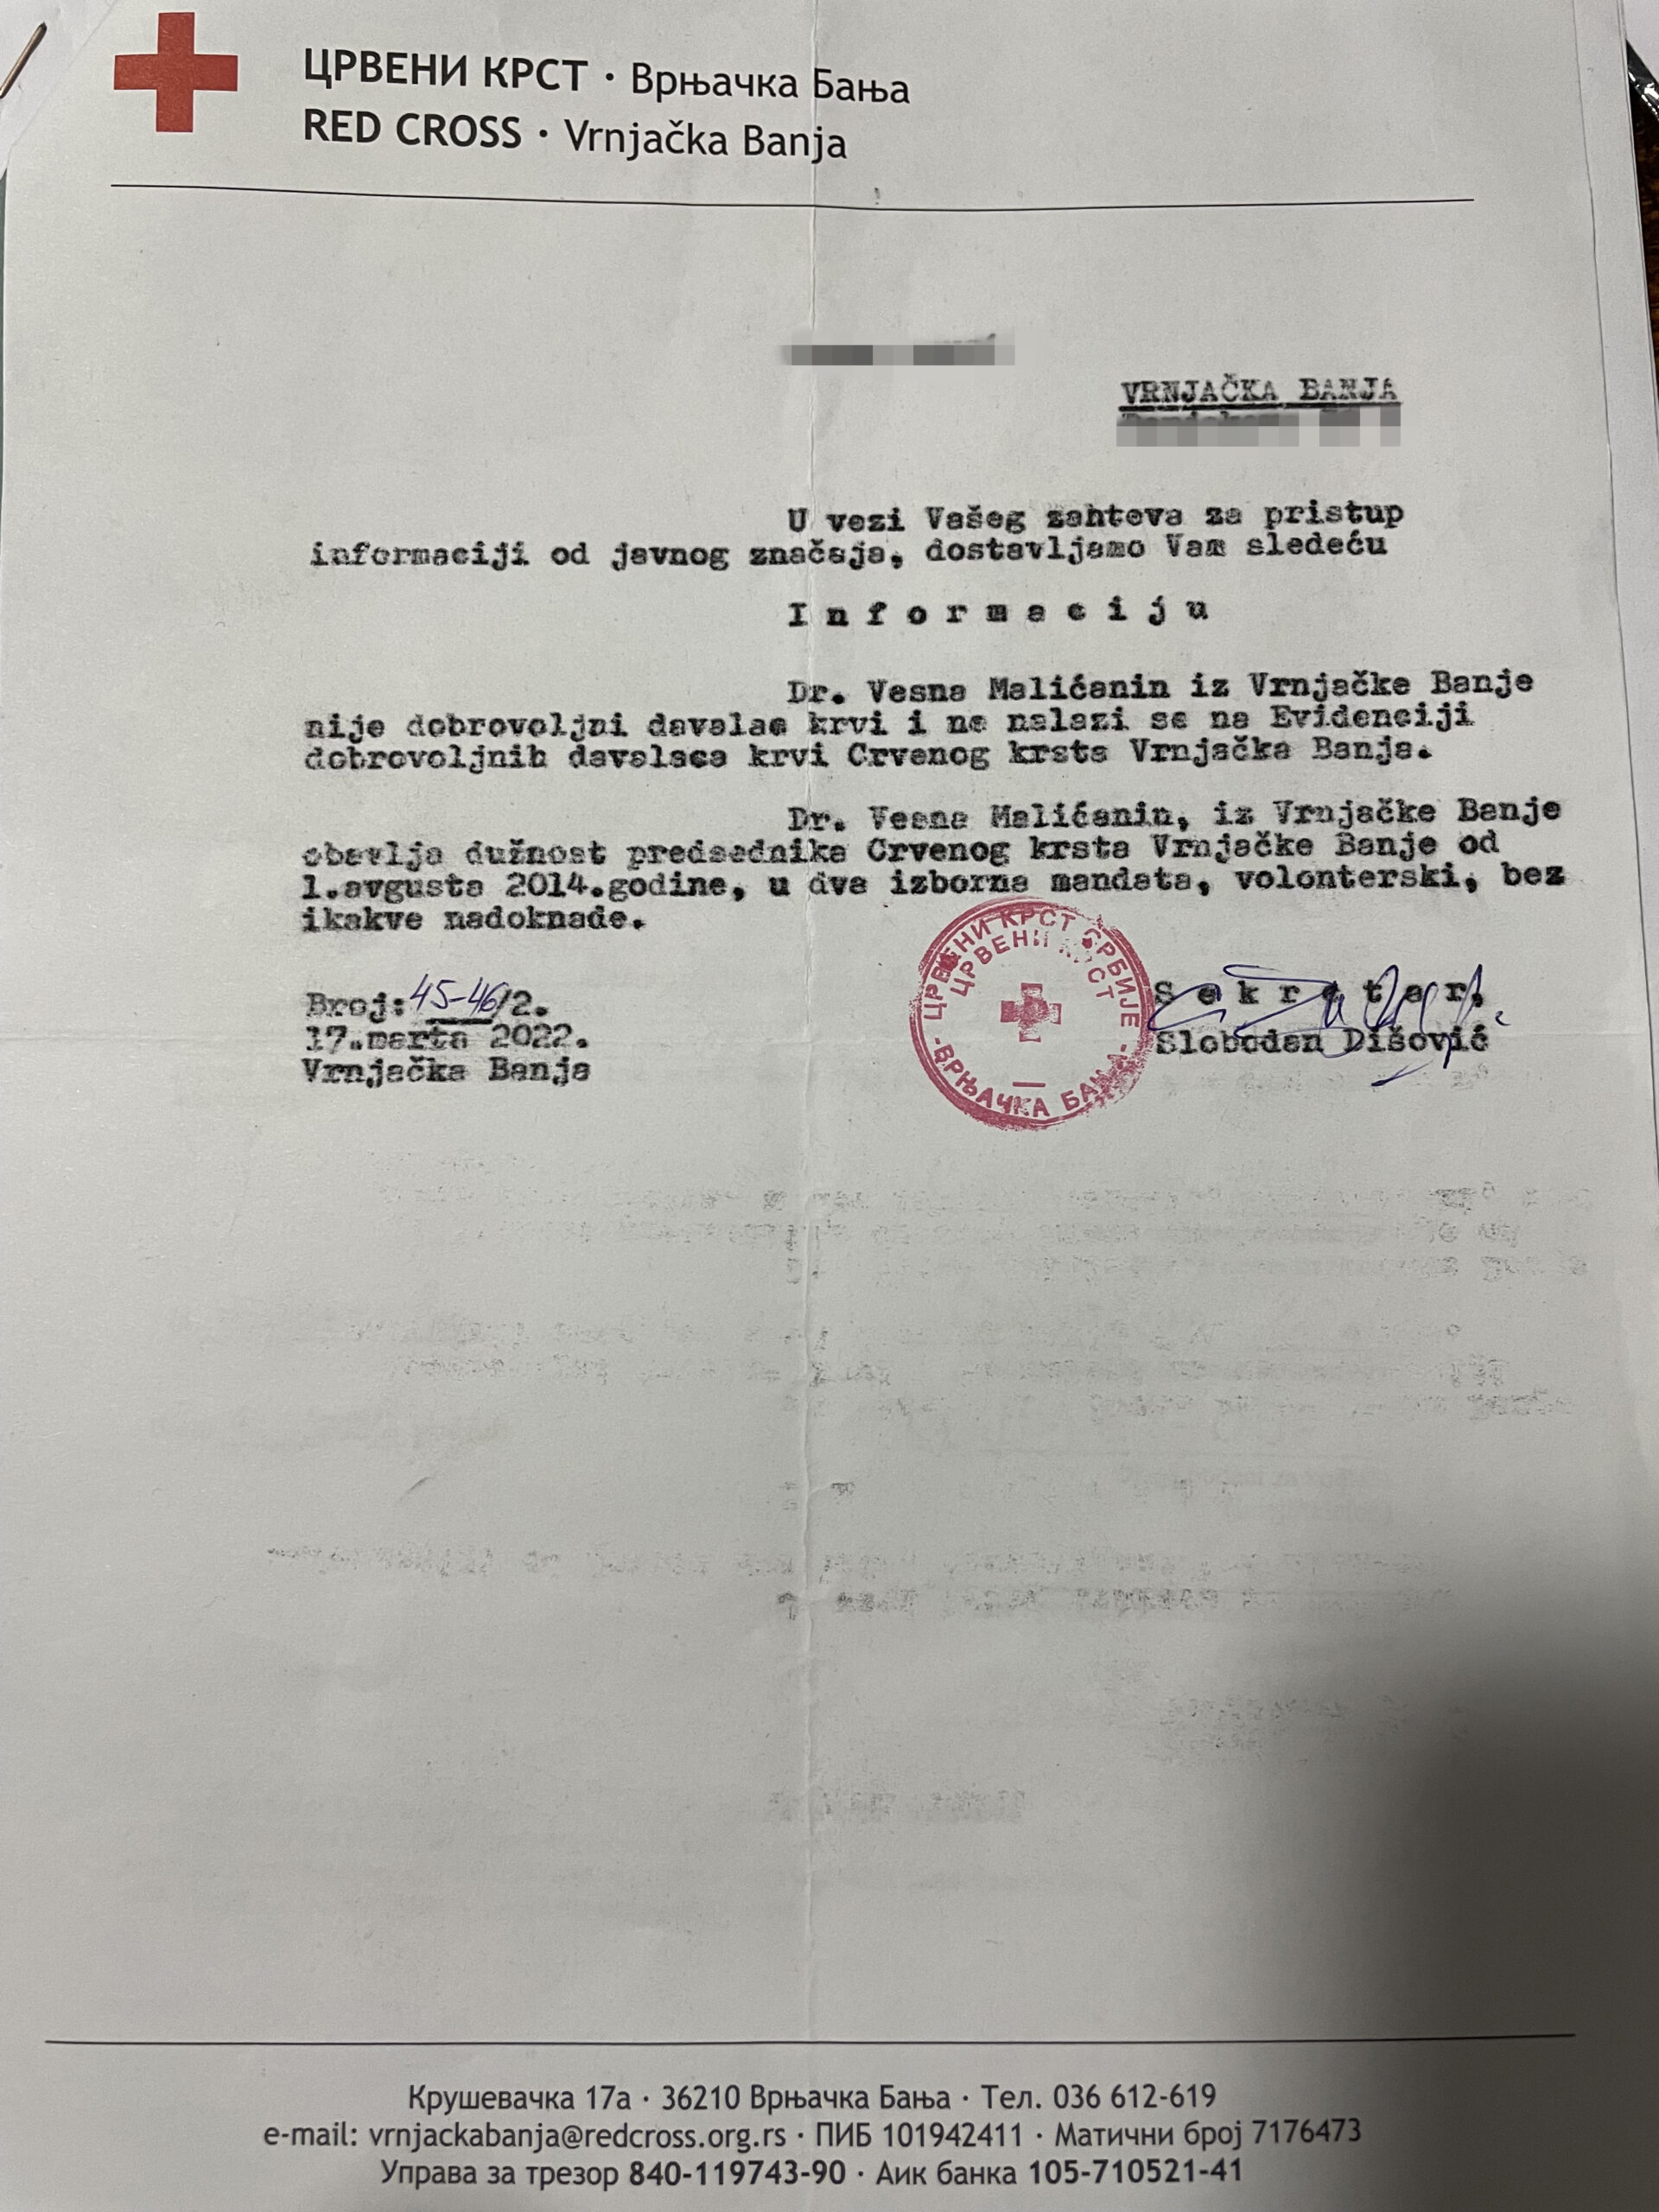 ЦРВЕНИ КРСТ · Врњачка Бања
RED CROSS · Vrnjačka Banja
VRNJAČKA BANJA
U vezi Vašeg zahteva za pristup
informaciji od javnog značaja, dostavljamo Vam sledeću
I n f o r m a c i j u
Dr. Vesna Malićanin iz Vrnjačke Banje
nije dobrovoljni davalac krvi i ne nalazi se na Evidenciji
dobrovoljnih davalaca krvi Crvenog krsta Vrnjačka Banja.
Dr. Vesna Malićanin, iz Vrnjačke Banje
obavlja dužnost predsednika Crvenog krsta Vrnjačke Banje od
1.avgusta 2014.godine, u dva izborna mandata, volonterski, bez
ikakve nadoknade.
Broj: 45-46/2.
17.marta 2022.
Vrnjačka Banja
ЦРВЕНИ КРСТ СРБИЈЕ
ЦРВЕНИ КРСТ
-ВРЊАЧКА БАЊА-
S e k r e t a r,
Slobodan Dišović
Крушевачка 17а · 36210 Врњачка Бања · Тел. 036 612-619
e-mail: vrnjackabanja@redcross.org.rs · ПИБ 101942411 · Матични број 7176473
Управа за трезор 840-119743-90 · Аик банка 105-710521-41